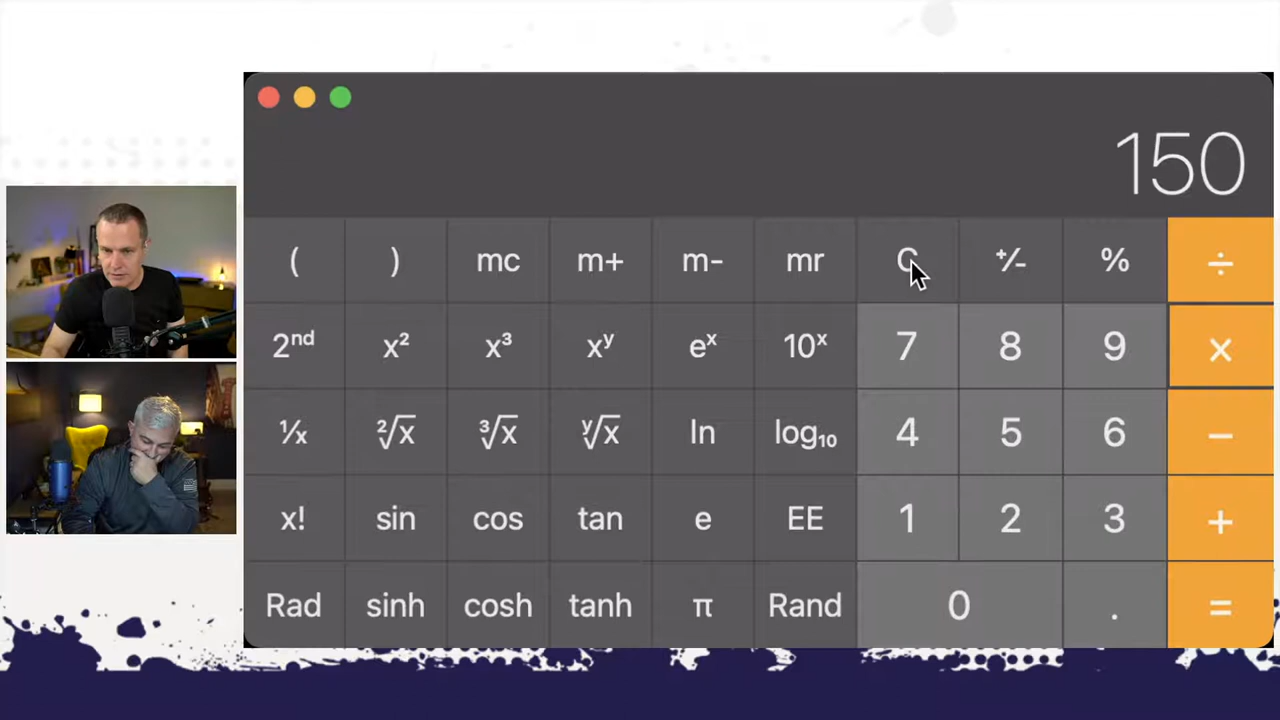 150
( ) mc m+ m- mr C ⁺⁄₋ % ÷
2ⁿᵈ x² x³ xʸ eˣ 10ˣ 7 8 9 ×
¹⁄ₓ ²√x ³√x ʸ√x ln log₁₀ 4 5 6 −
x! sin cos tan e EE 1 2 3 +
Rad sinh cosh tanh π Rand 0 . =